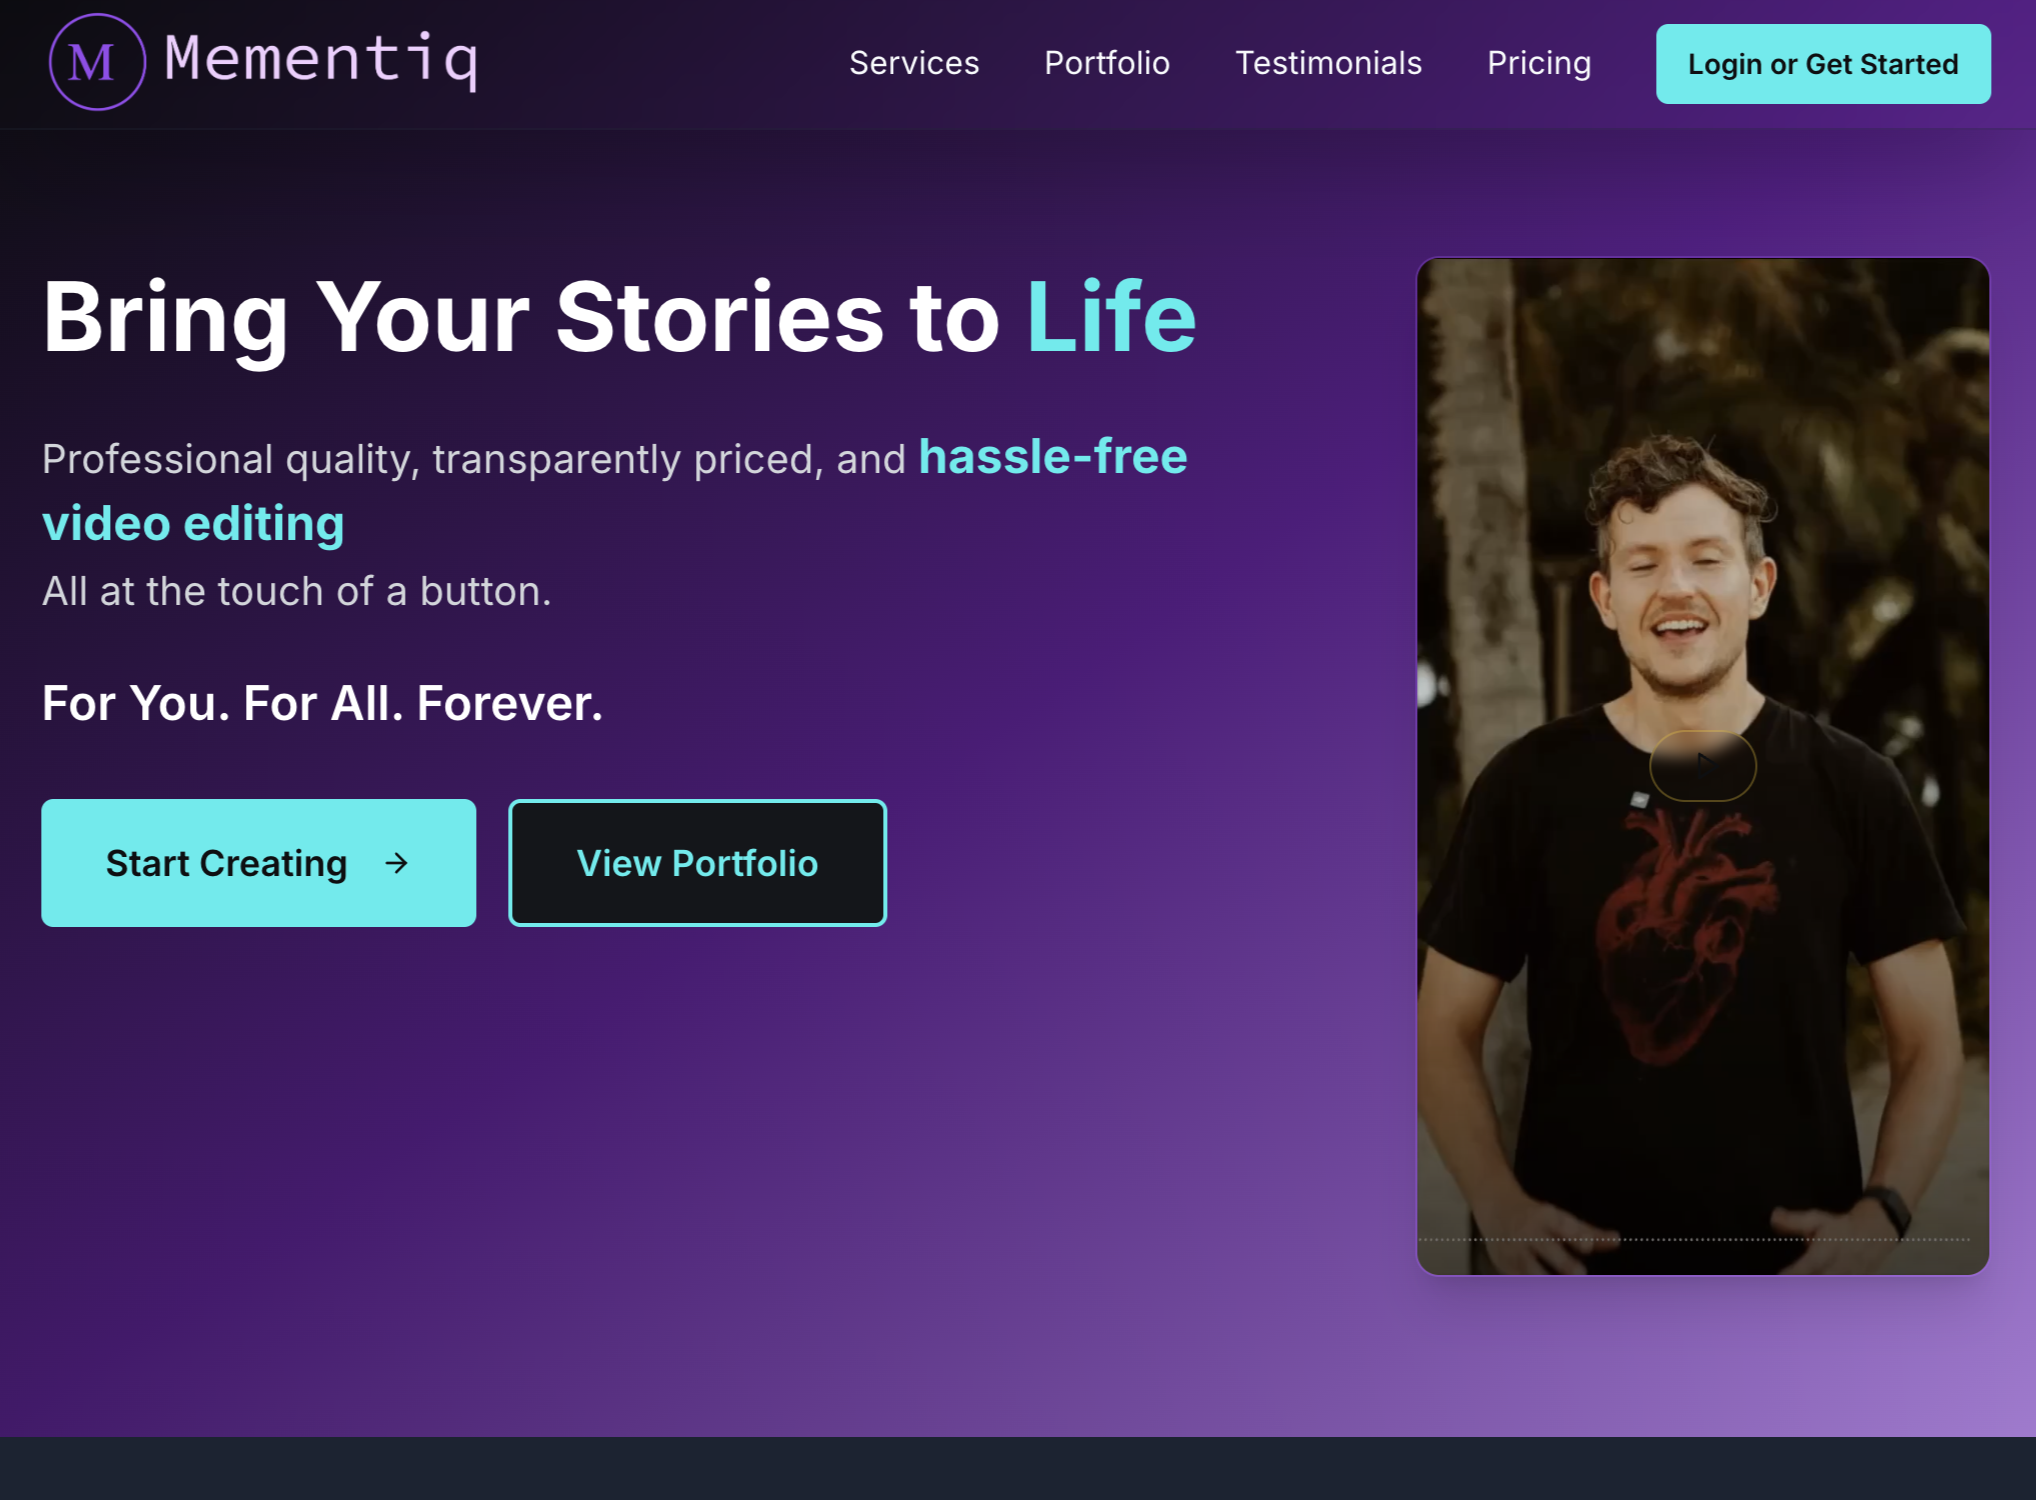 M Mementiq
Services Portfolio Testimonials Pricing Login or Get Started
Bring Your Stories to Life
Professional quality, transparently priced, and hassle-free
video editing
All at the touch of a button.
For You. For All. Forever.
Start Creating → View Portfolio